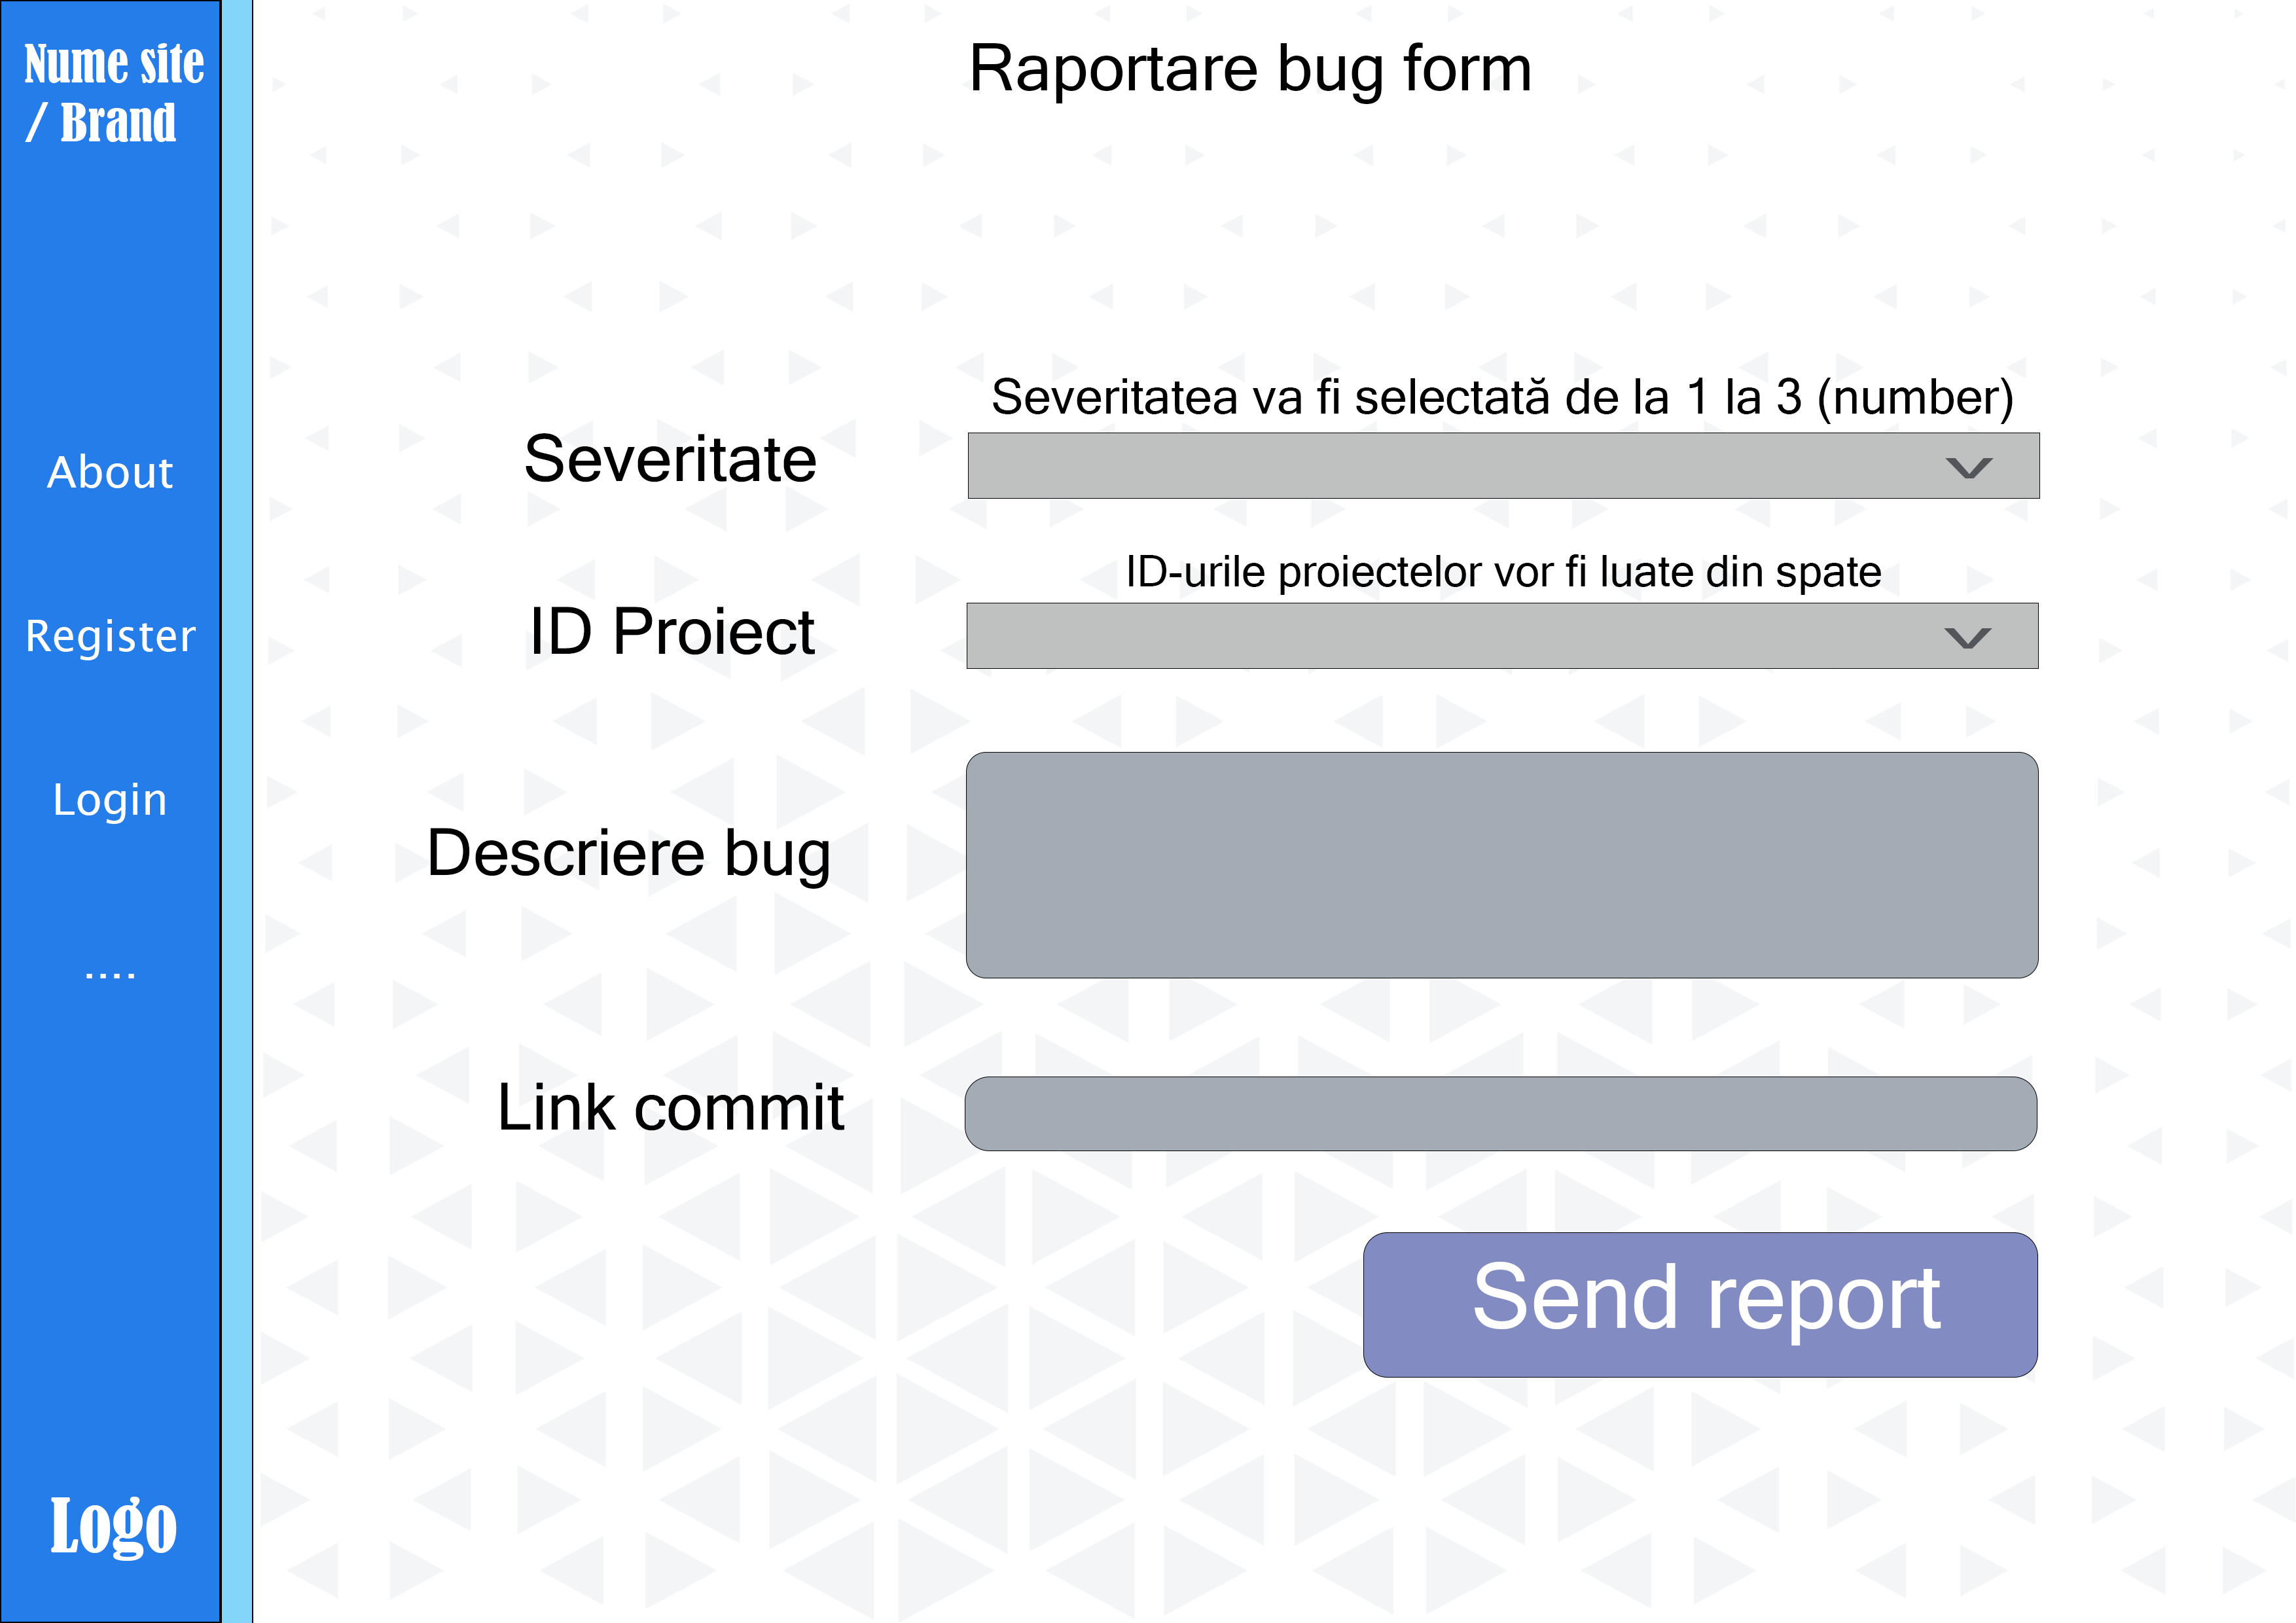 Nume site
/ Brand
About
Register
Login
....
Logo
Raportare bug form
Severitatea va fi selectată de la 1 la 3 (number)
Severitate
ID-urile proiectelor vor fi luate din spate
ID Proiect
Descriere bug
Link commit
Send report